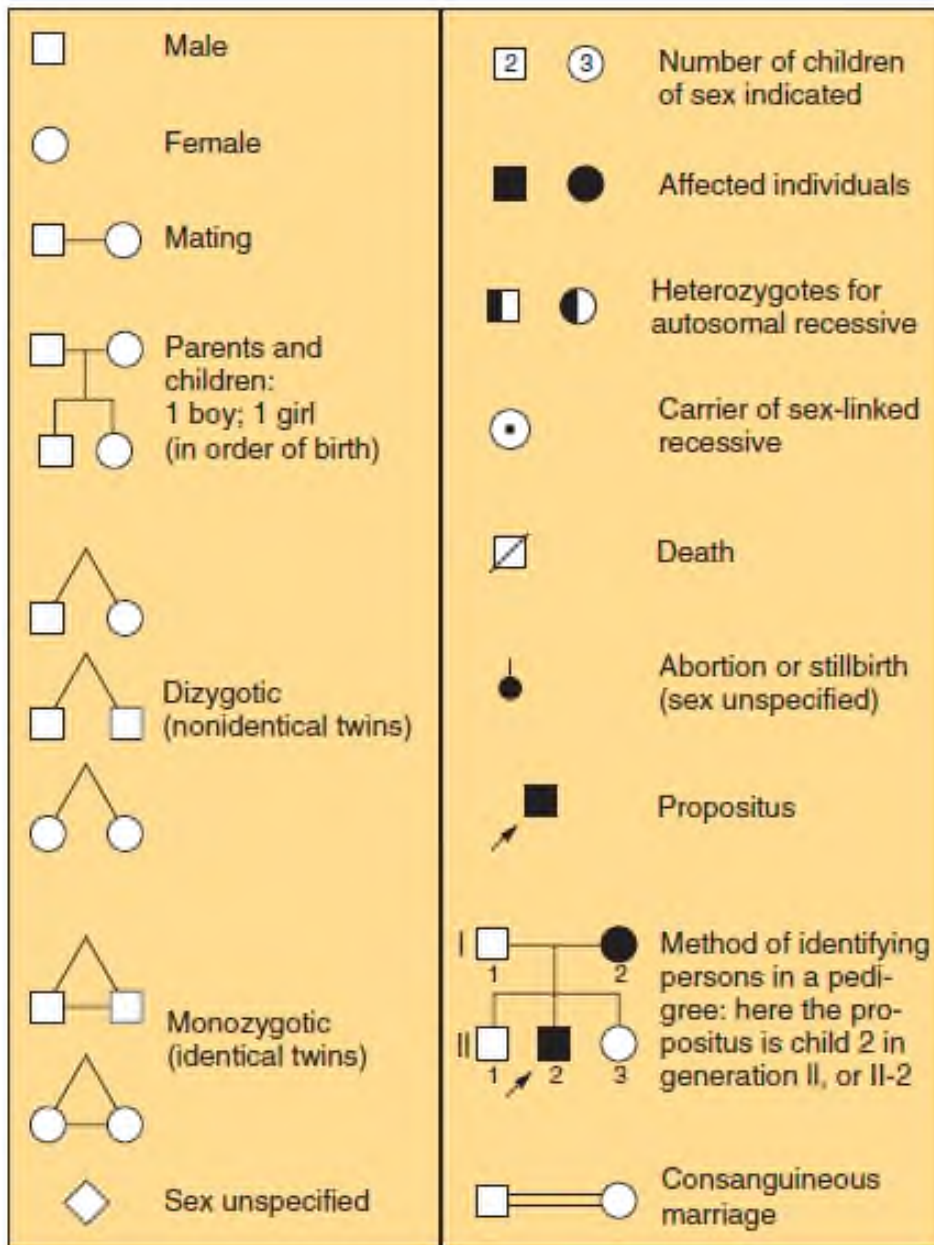 Male
Female
Mating
Parents and
children:
1 boy; 1 girl
(in order of birth)
Dizygotic
(nonidentical twins)
Monozygotic
(identical twins)
Sex unspecified
2 3 Number of children
of sex indicated
Affected individuals
Heterozygotes for
autosomal recessive
Carrier of sex-linked
recessive
Death
Abortion or stillbirth
(sex unspecified)
Propositus
I
1 2
II
1 2 3
Method of identifying
persons in a pedi-
gree: here the pro-
positus is child 2 in
generation II, or II-2
Consanguineous
marriage